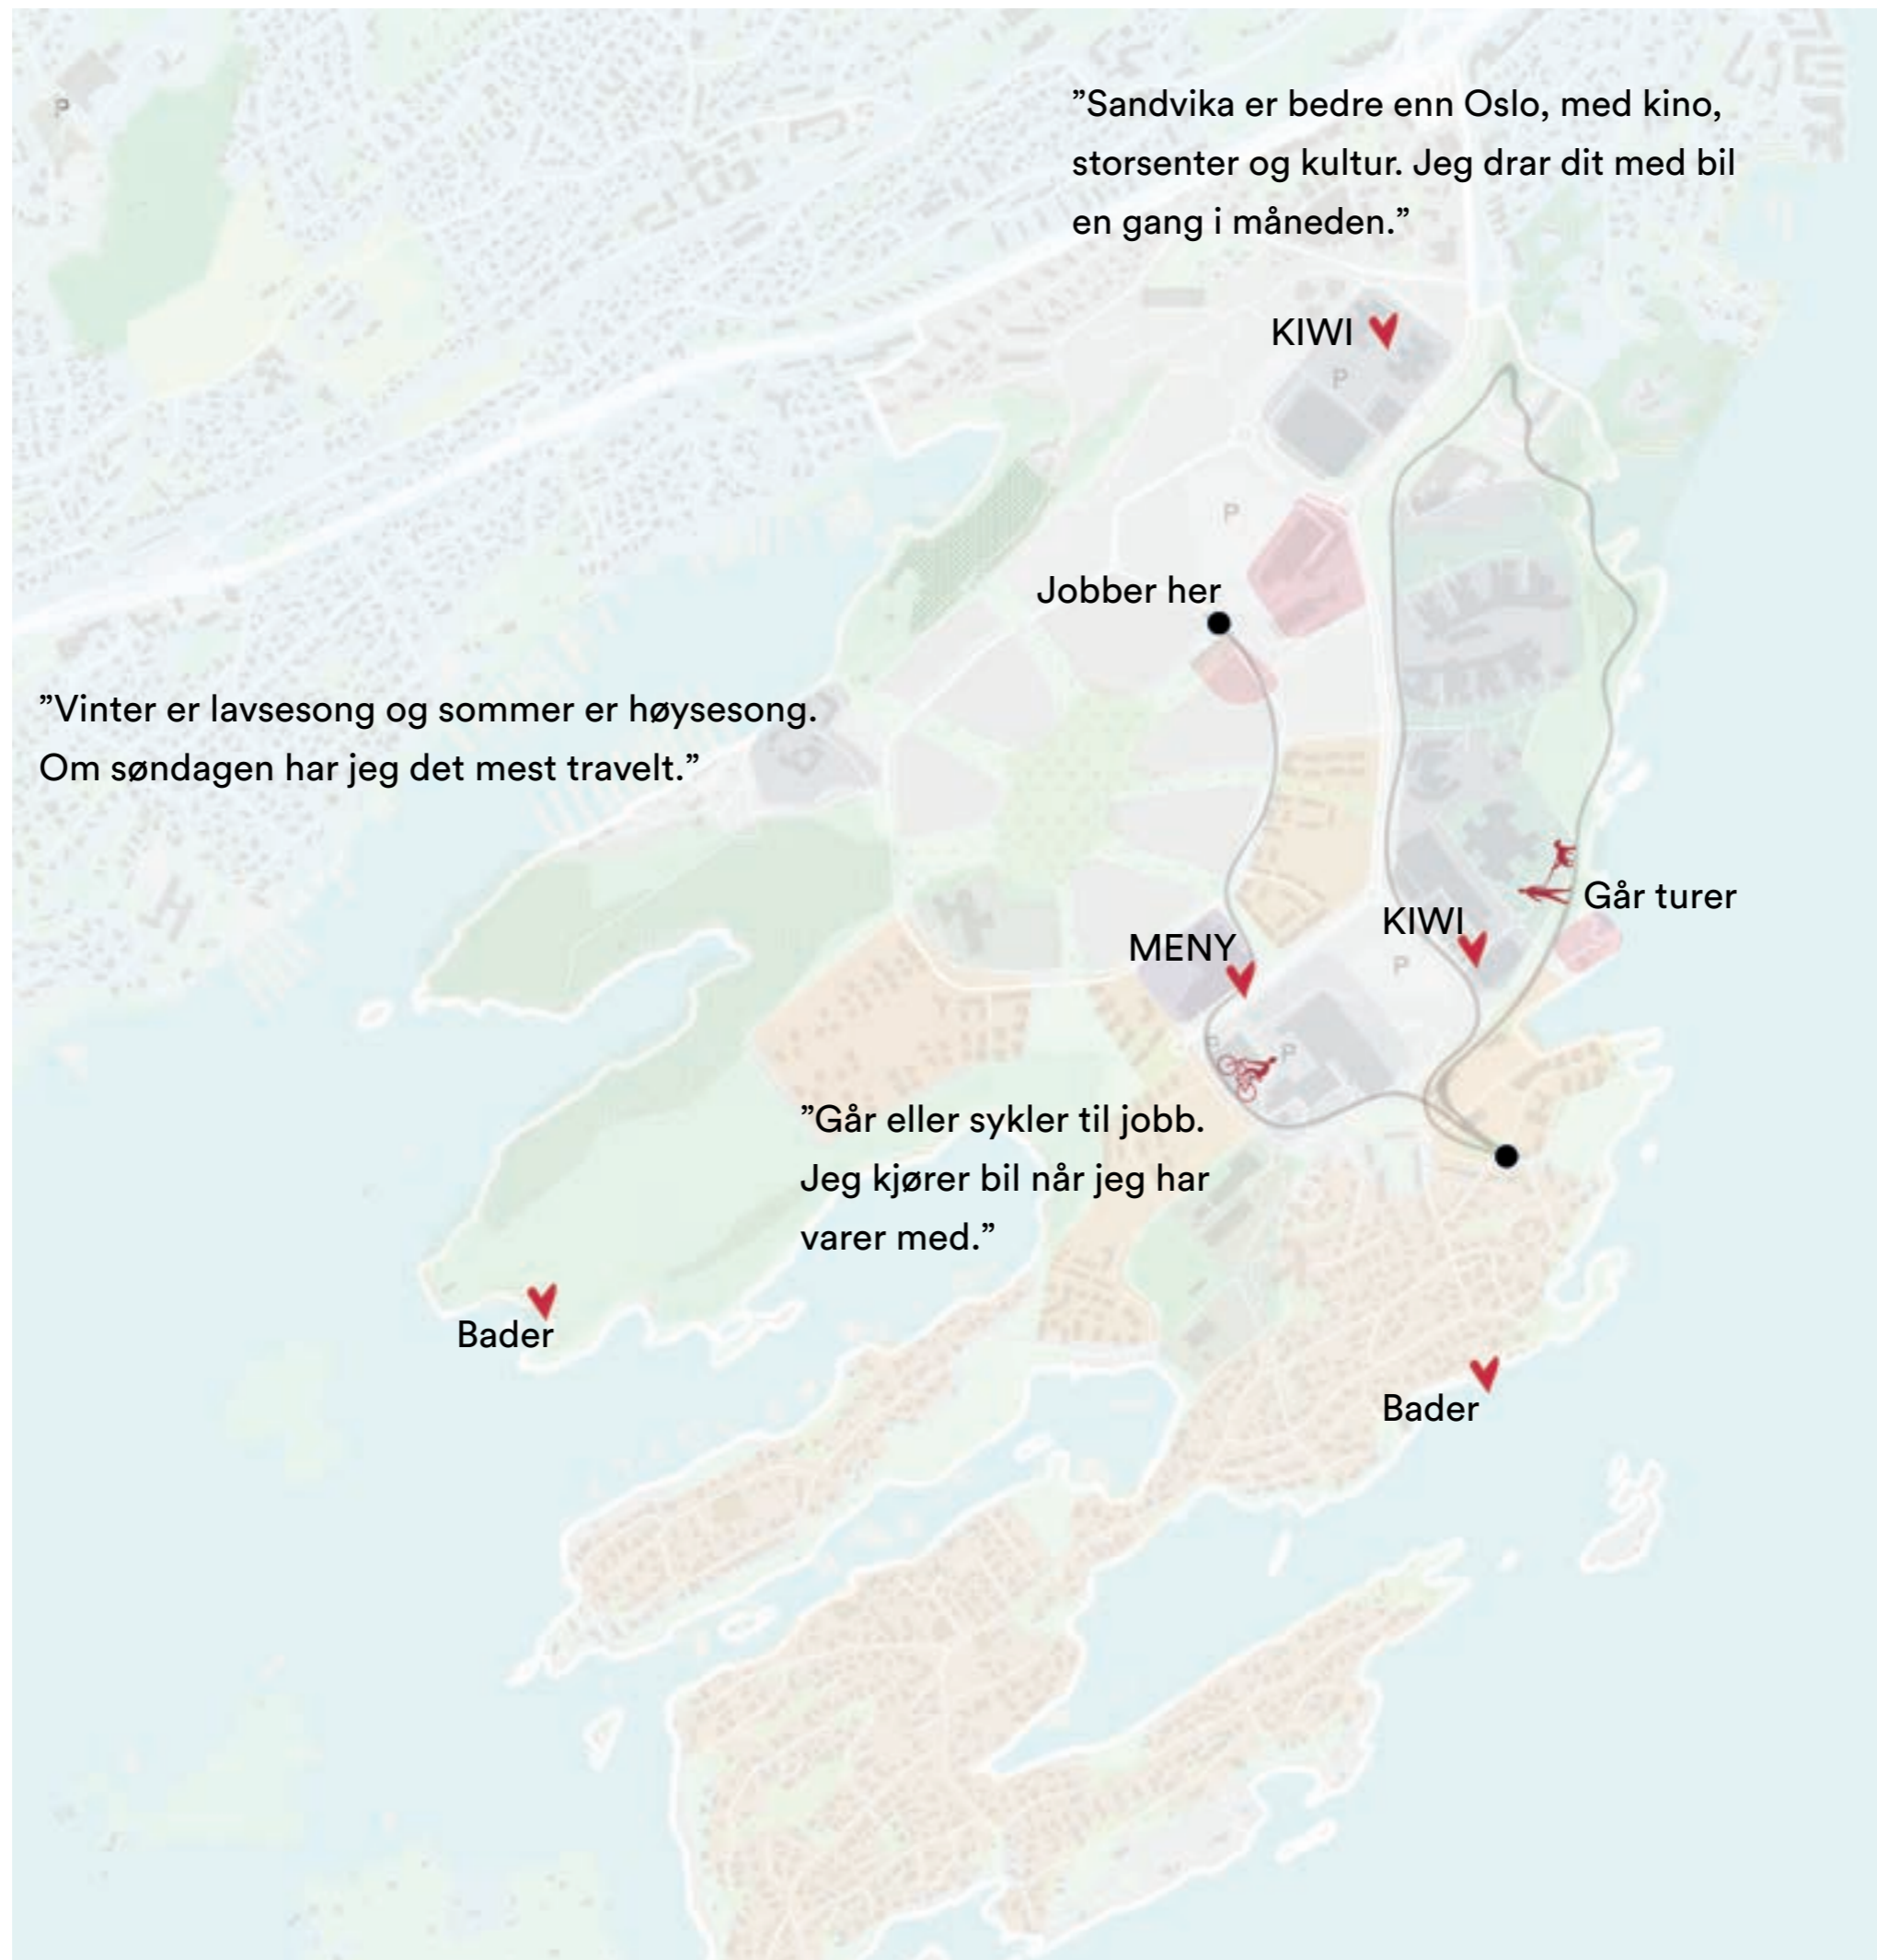 P
”Sandvika er bedre enn Oslo, med kino,
storsenter og kultur. Jeg drar dit med bil
en gang i måneden.”
KIWI
P
P
Jobber her
”Vinter er lavsesong og sommer er høysesong.
Om søndagen har jeg det mest travelt.”
Går turer
KIWI
MENY
P
P
”Går eller sykler til jobb.
Jeg kjører bil når jeg har
varer med.”
Bader
Bader